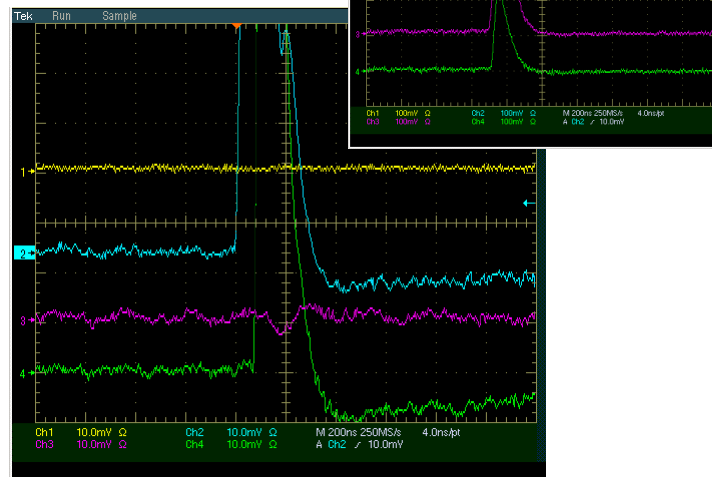 Tek Run Sample
3
4
Ch1 100mV Ω Ch2 100mV Ω M 200ns 250MS/s 4.0ns/pt
Ch3 100mV Ω Ch4 100mV Ω A Ch2 ⁄ 10.0mV
1
2
3
4
Ch1 10.0mV Ω Ch2 10.0mV Ω M 200ns 250MS/s 4.0ns/pt
Ch3 10.0mV Ω Ch4 10.0mV Ω A Ch2 ⁄ 10.0mV